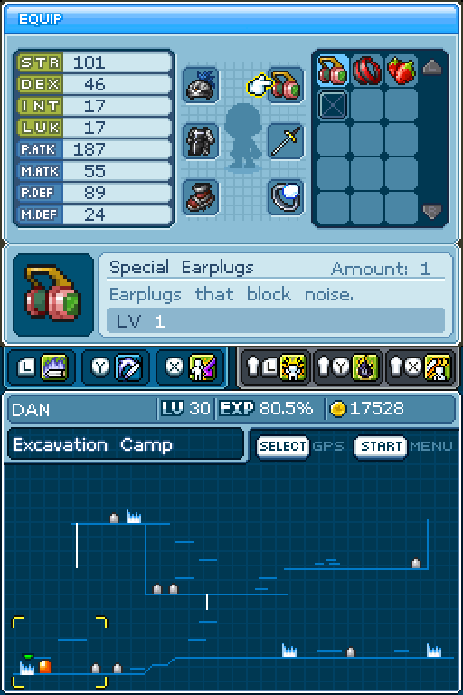 EQUIP
STR 101
DEX 46
INT 17
LUK 17
P.ATK 187
M.ATK 55
P.DEF 89
M.DEF 24
Special Earplugs Amount: 1
Earplugs that block noise.
LV 1
L Y X L Y X
DAN LV 30 EXP 80.5% 17528
Excavation Camp SELECT GPS START MENU